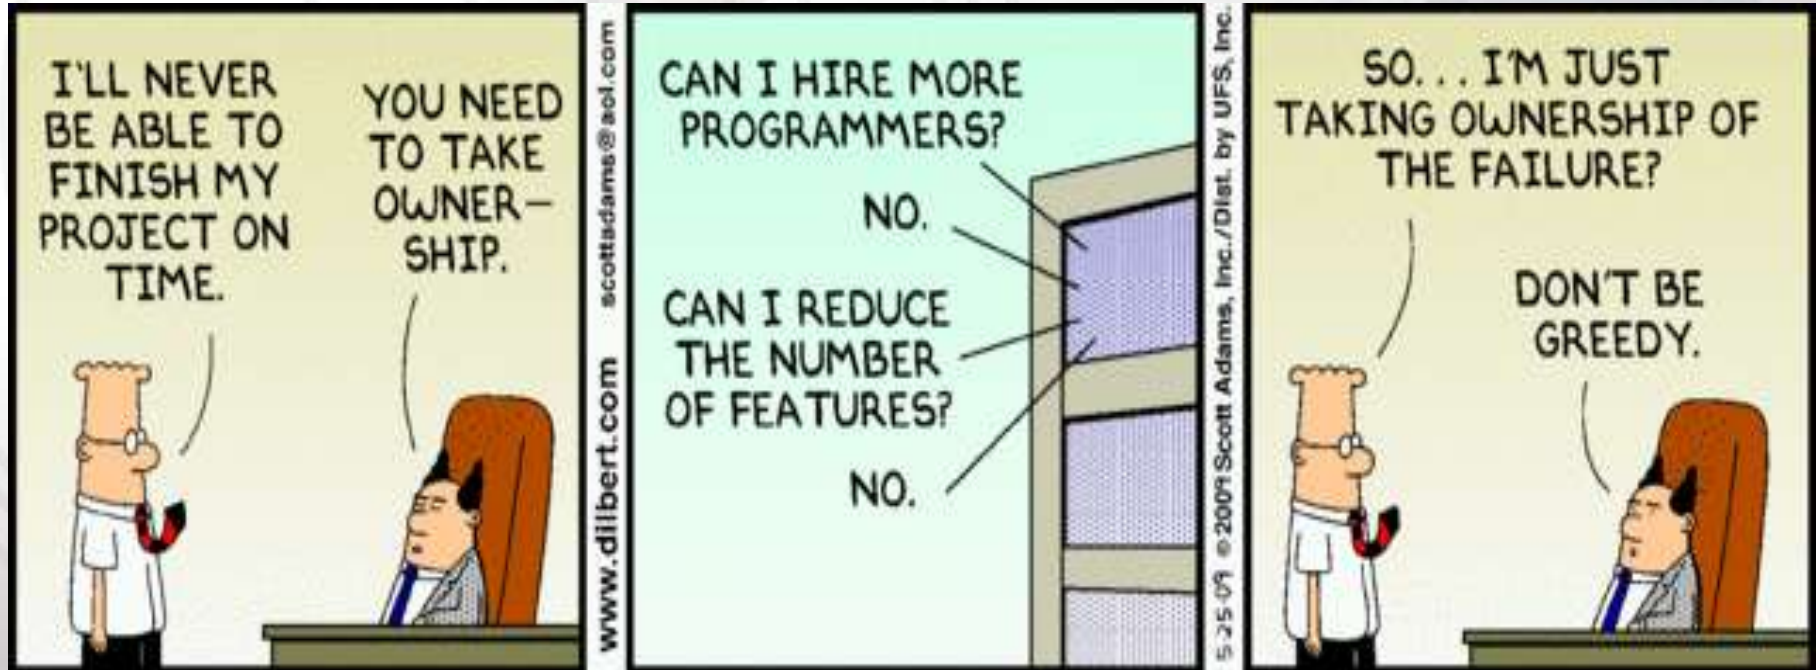 I'LL NEVER
BE ABLE TO
FINISH MY
PROJECT ON
TIME.
YOU NEED
TO TAKE
OWNER-
SHIP.
www.dilbert.com scottadams@aol.com
CAN I HIRE MORE
PROGRAMMERS?
NO.
CAN I REDUCE
THE NUMBER
OF FEATURES?
NO.
5-25-09 ©2009 Scott Adams, Inc./Dist. by UFS, Inc.
SO... I'M JUST
TAKING OWNERSHIP OF
THE FAILURE?
DON'T BE
GREEDY.